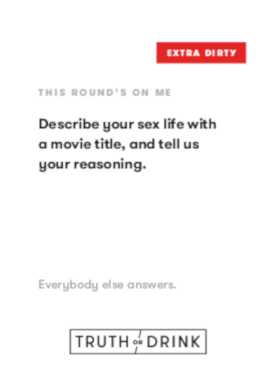 EXTRA DIRTY
THIS ROUND'S ON ME
Describe your sex life with
a movie title, and tell us
your reasoning.
Everybody else answers.
TRUTH OR DRINK